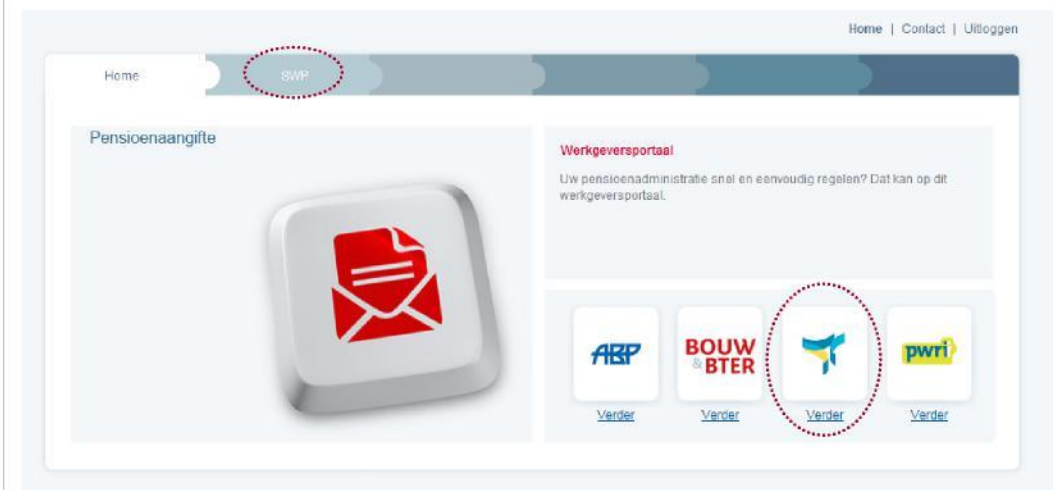 Home | Contact | Uitloggen
Home SWP
Pensioenaangifte
Werkgeversportaal
Uw pensioenadministratie snel en eenvoudig regelen? Dat kan op dit
werkgeversportaal.
ABP
BOUW
& BTER
pwri
Verder Verder Verder Verder